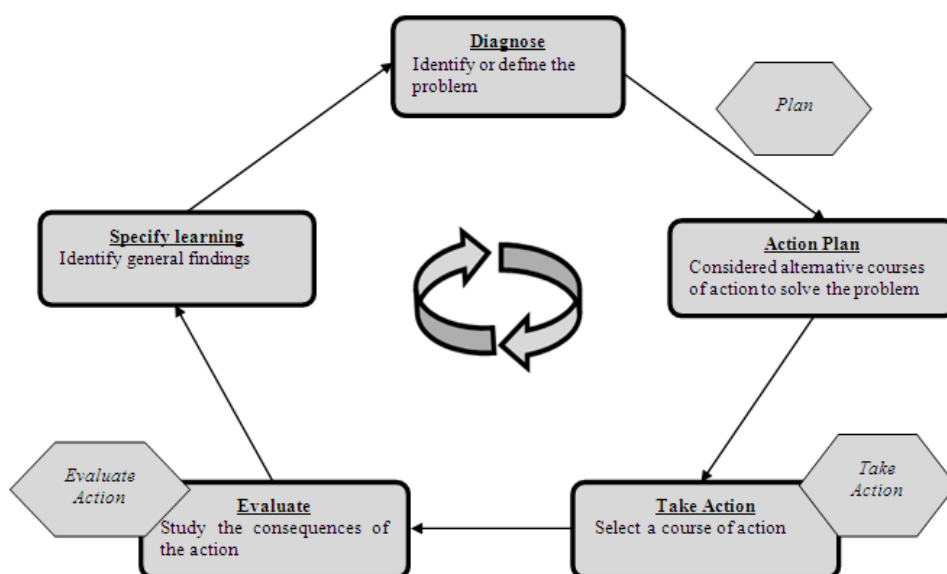 Diagnose
Identify or define the
problem
Plan
Specify learning
Identify general findings
Action Plan
Considered alternative courses
of action to solve the problem
Evaluate
Action
Evaluate
Study the consequences of
the action
Take Action
Select a course of action
Take
Action